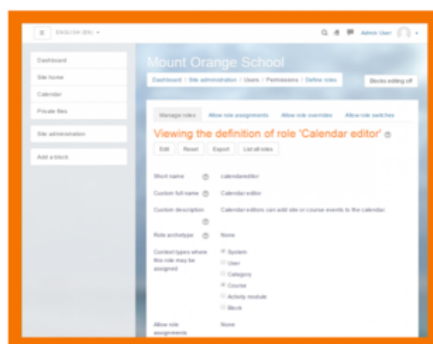 ENGLISH (EN)
Admin User
Dashboard
Site home
Calendar
Private files
Site administration
Add a block
Mount Orange School
Dashboard / Site administration / Users / Permissions / Define roles
Blocks editing off
Manage roles
Allow role assignments
Allow role overrides
Allow role switches
Viewing the definition of role 'Calendar editor'
Edit
Reset
Export
List all roles
Short name
calendareditor
Custom full name
Calendar editor
Custom description
Calendar editors can add site or course events to the calendar.
Role archetype
None
Context types where
this role may be
assigned
System
User
Category
Course
Activity module
Block
Allow role
assignments
None